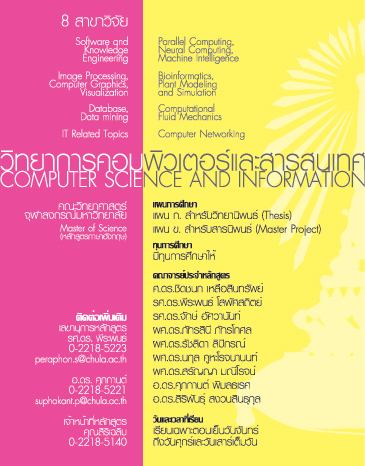 8 สาขาวิจัย
Software and
Knowledge
Engineering
Image Processing,
Computer Graphics,
Visualization
Database,
Data mining
IT Related Topics
Parallel Computing,
Neural Computing,
Machine Intelligence
Bioinformatics,
Plant Modeling
and Simulation
Computational
Fluid Mechanics
Computer Networking
วิทยาการคอมพิวเตอร์และสารสนเทศ
COMPUTER SCIENCE AND INFORMATION
คณะวิทยาศาสตร์
จุฬาลงกรณ์มหาวิทยาลัย
Master of Science
(หลักสูตรภาษาอังกฤษ)
ติดต่อเพิ่มเติม
เลขานุการหลักสูตร
รศ.ดร. พีระพนธ์
0-2218-5223
peraphon.s@chula.ac.th
อ.ดร. ศุภกานต์
0-2218-5221
suphakant.p@chula.ac.th
เจ้าหน้าที่หลักสูตร
คุณสิริเฉลิม
0-2218-5140
แผนการศึกษา
แผน ก. สำหรับวิทยานิพนธ์ (Thesis)
แผน ข. สำหรับสารนิพนธ์ (Master Project)
ทุนการศึกษา
มีทุนการศึกษาให้
คณาจารย์ประจำหลักสูตร
ศ.ดร.ชิดชนก เหลือสินทรัพย์
รศ.ดร.พีระพนธ์ โสพัศสถิตย์
รศ.ดร.จักษ์ อัศวานันท์
ผศ.ดร.ภัทรสินี ภัทรโกศล
ผศ.ดร.รัชลิดา ลิปิกรณ์
ผศ.ดร.นกุล คูหะโรจนานนท์
ผศ.ดร.สรัญญา มณีโรจน์
อ.ดร.ศุภกานต์ พิมลธเรศ
อ.ดร.สิริพันธุ์ สงวนสินธุกุล
วันและเวลาที่เรียน
เรียนเฉพาะตอนเย็นวันจันทร์
ถึงวันศุกร์และวันเสาร์เต็มวัน